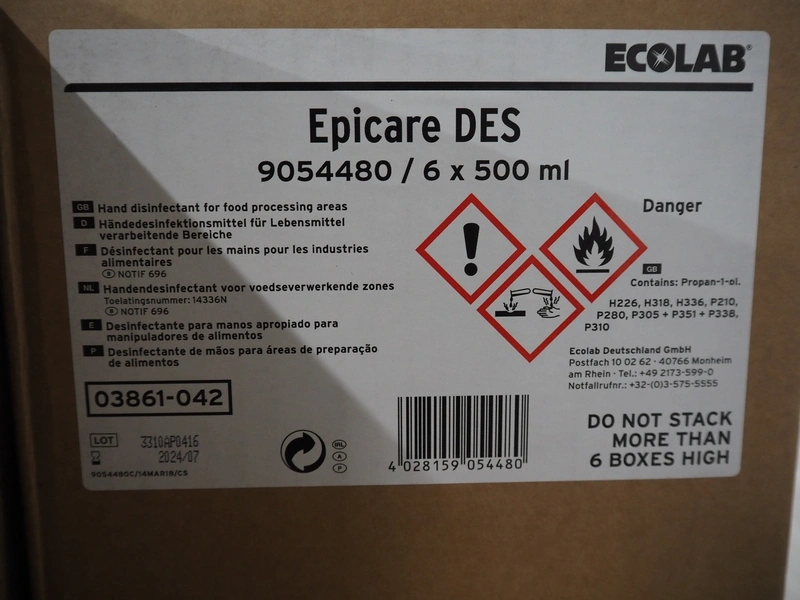 ECOLAB®
Epicare DES
9054480 / 6 x 500 ml
GB Hand disinfectant for food processing areas
D Händedesinfektionsmittel für Lebensmittel
verarbeitende Bereiche
F Désinfectant pour les mains pour les industries
alimentaires
B NOTIF 696
NL Handendesinfectant voor voedseverwerkende zones
Toelatingsnummer: 14336N
B NOTIF 696
E Desinfectante para manos apropiado para
manipuladores de alimentos
P Desinfectante de mãos para áreas de preparação
de alimentos
03861-042
LOT 3310AP0416
2024/07
9054480C/14MAR18/CS
IRL
A
P
4 028159 054480
Danger
GB
Contains: Propan-1-ol.
H226, H318, H336, P210,
P280, P305 + P351 + P338,
P310
Ecolab Deutschland GmbH
Postfach 10 02 62 · 40766 Monheim
am Rhein · Tel.: +49 2173-599-0
Notfallrufnr.: +32-(0)3-575-5555
DO NOT STACK
MORE THAN
6 BOXES HIGH